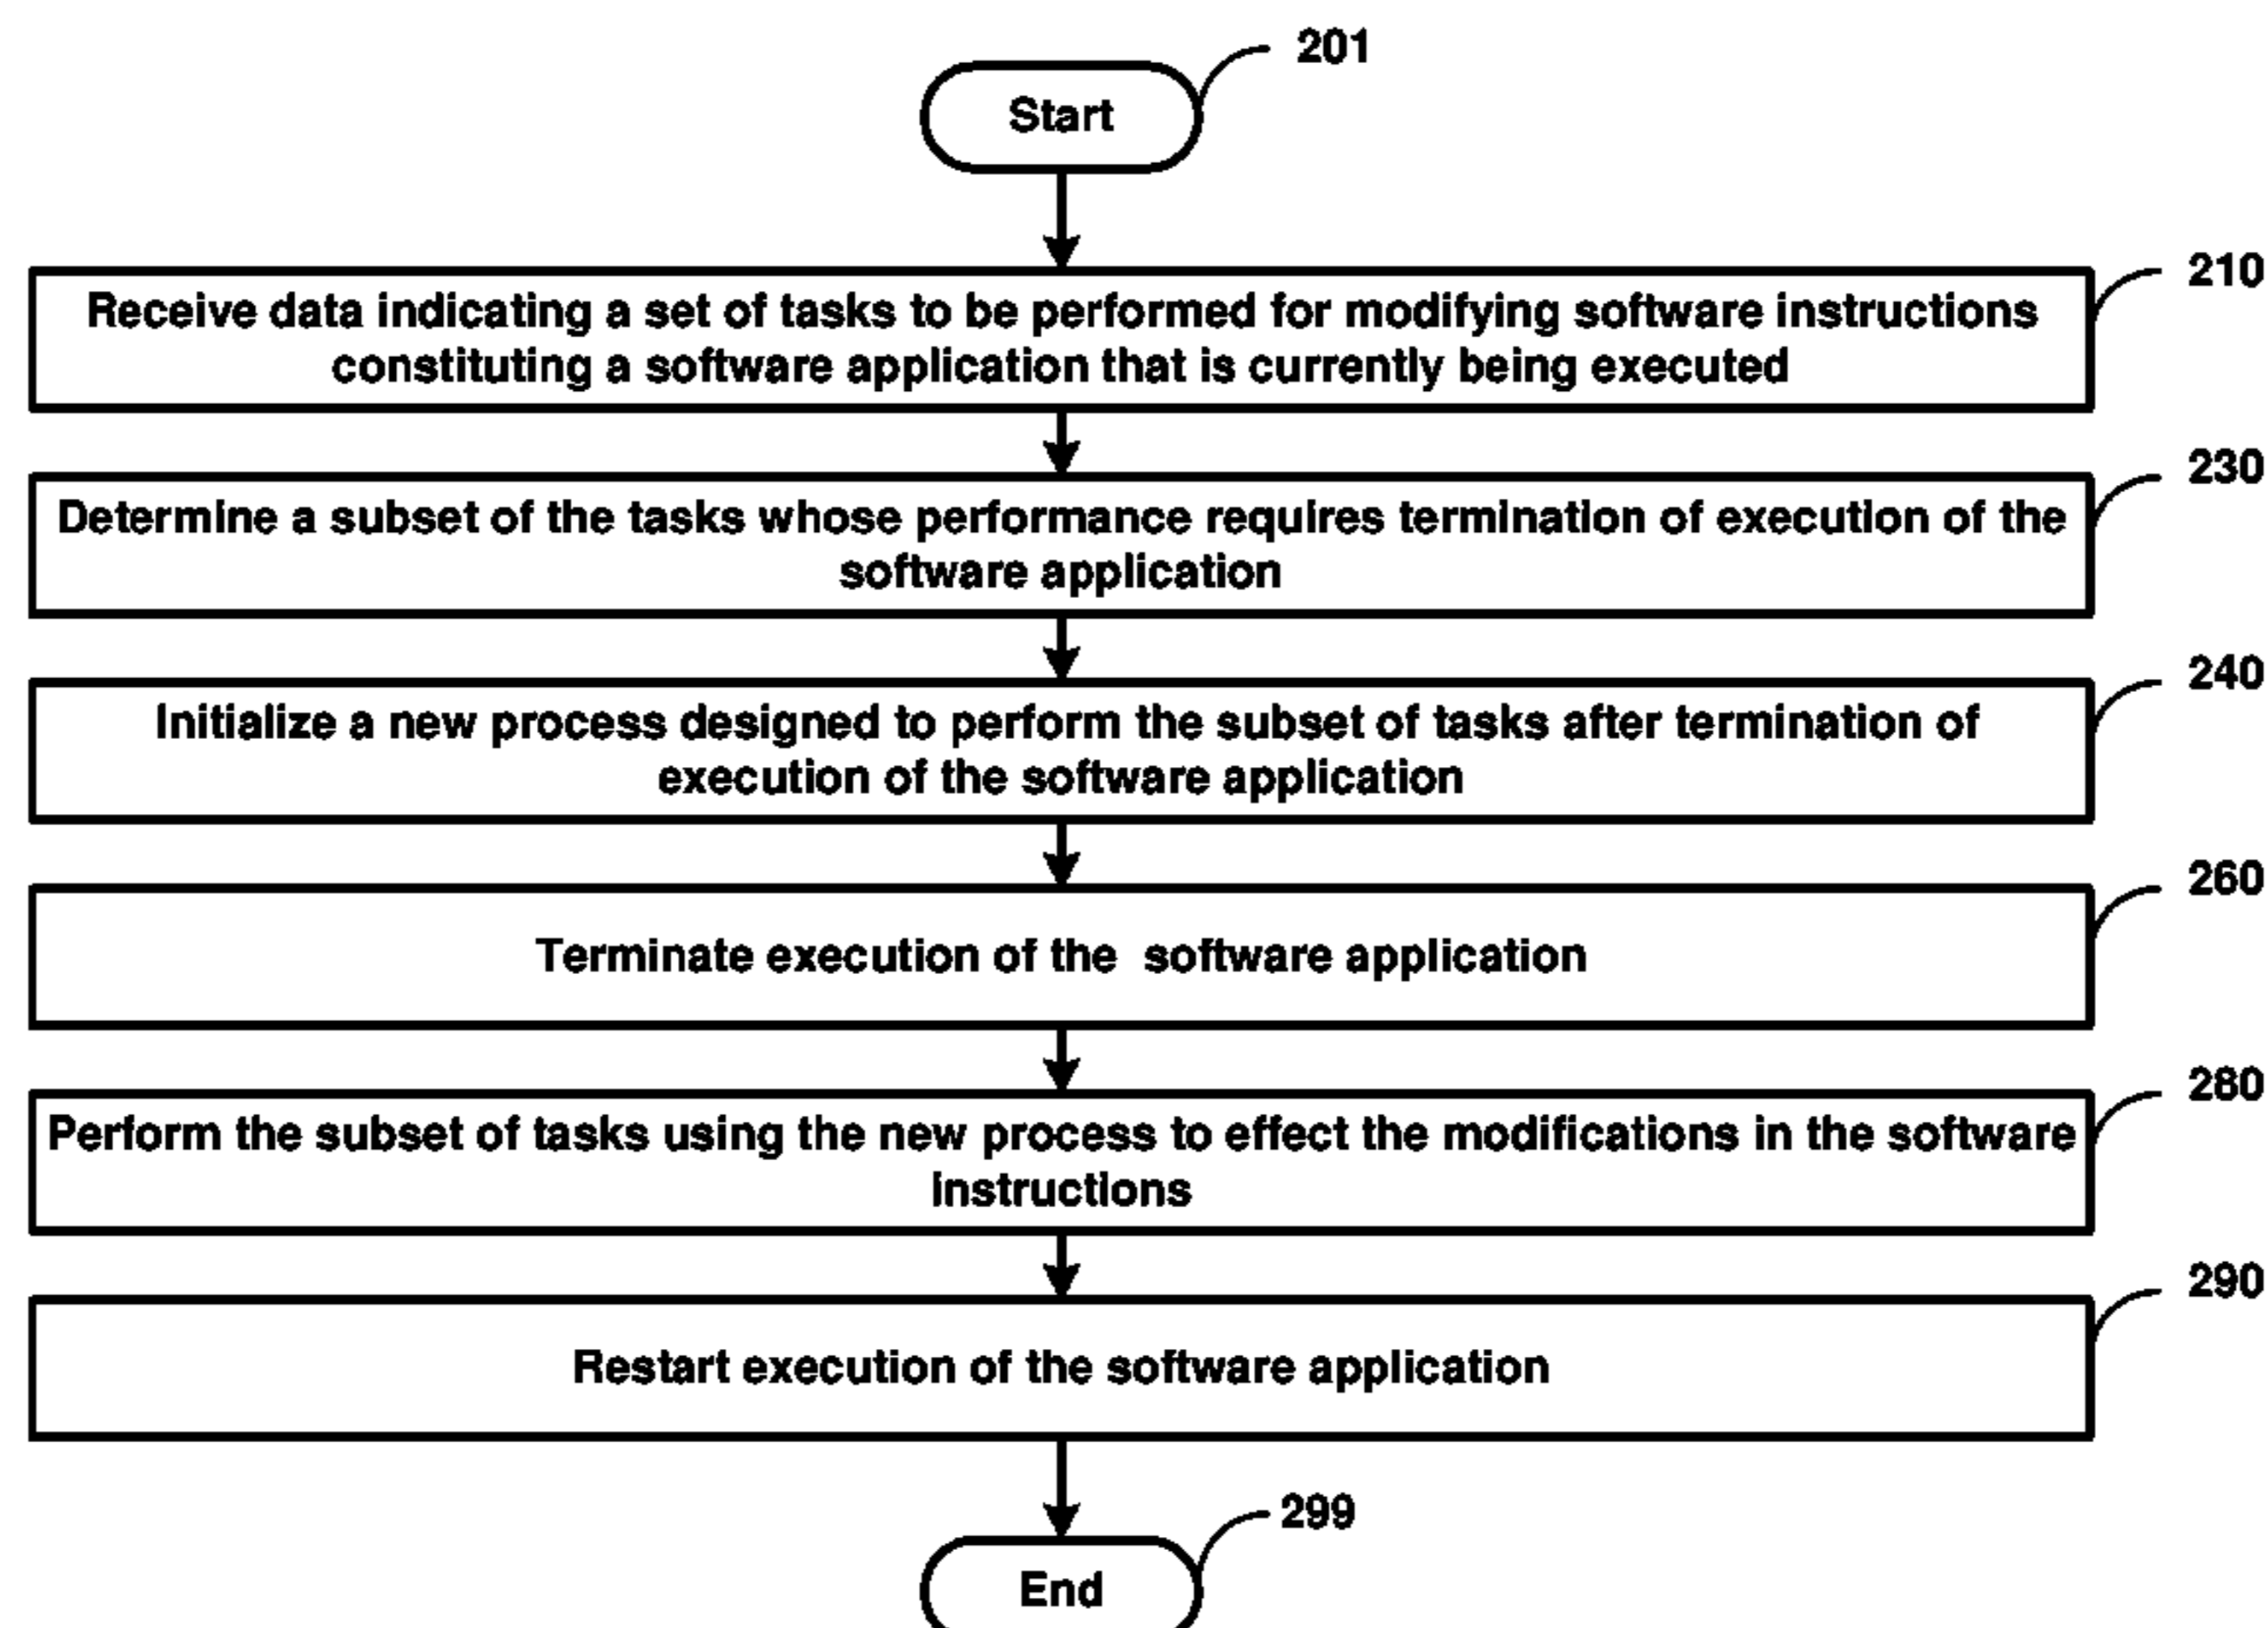 201
Start
210
Receive data indicating a set of tasks to be performed for modifying software instructions
constituting a software application that is currently being executed
230
Determine a subset of the tasks whose performance requires termination of execution of the
software application
240
Initialize a new process designed to perform the subset of tasks after termination of
execution of the software application
260
Terminate execution of the software application
280
Perform the subset of tasks using the new process to effect the modifications in the software
instructions
290
Restart execution of the software application
299
End